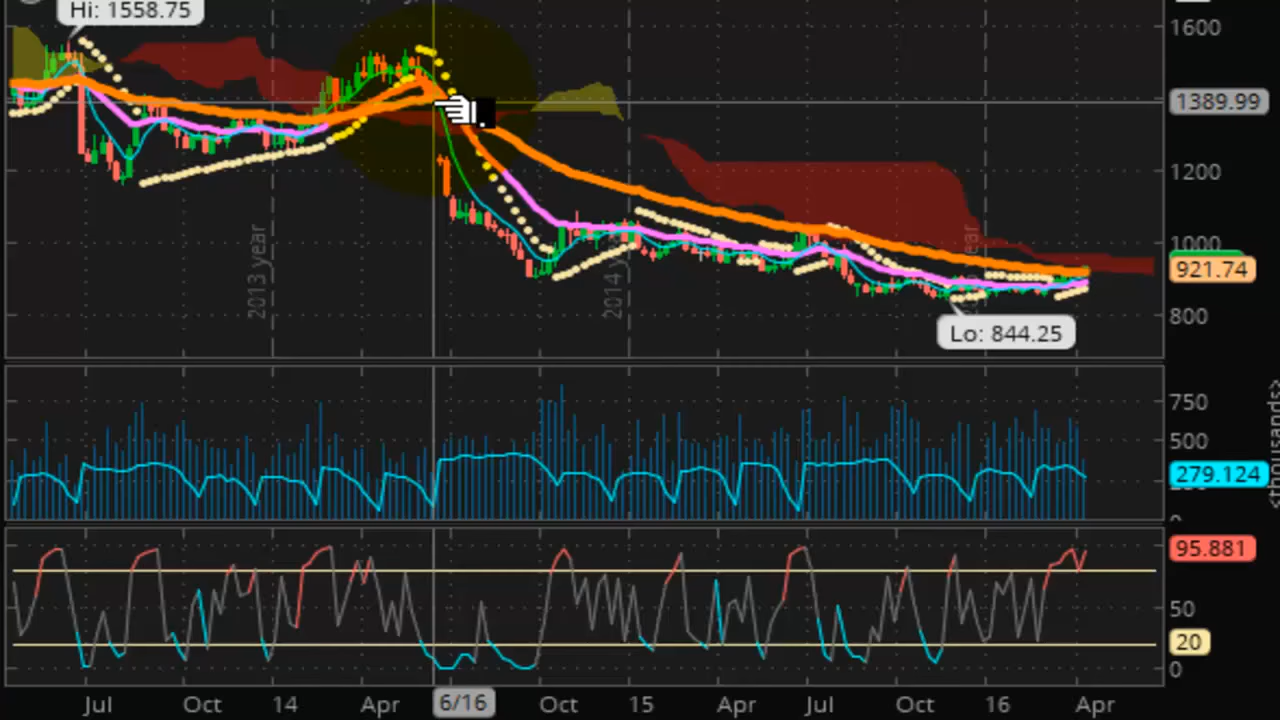 Hi: 1558.75
1600
1389.99
1200
1000
921.74
800
2013 year
2014 year
year
Lo: 844.25
750
500
279.124
0
<thousands>
95.881
50
20
0
Jul
Oct
14
Apr
6/16
Oct
15
Apr
Jul
Oct
16
Apr